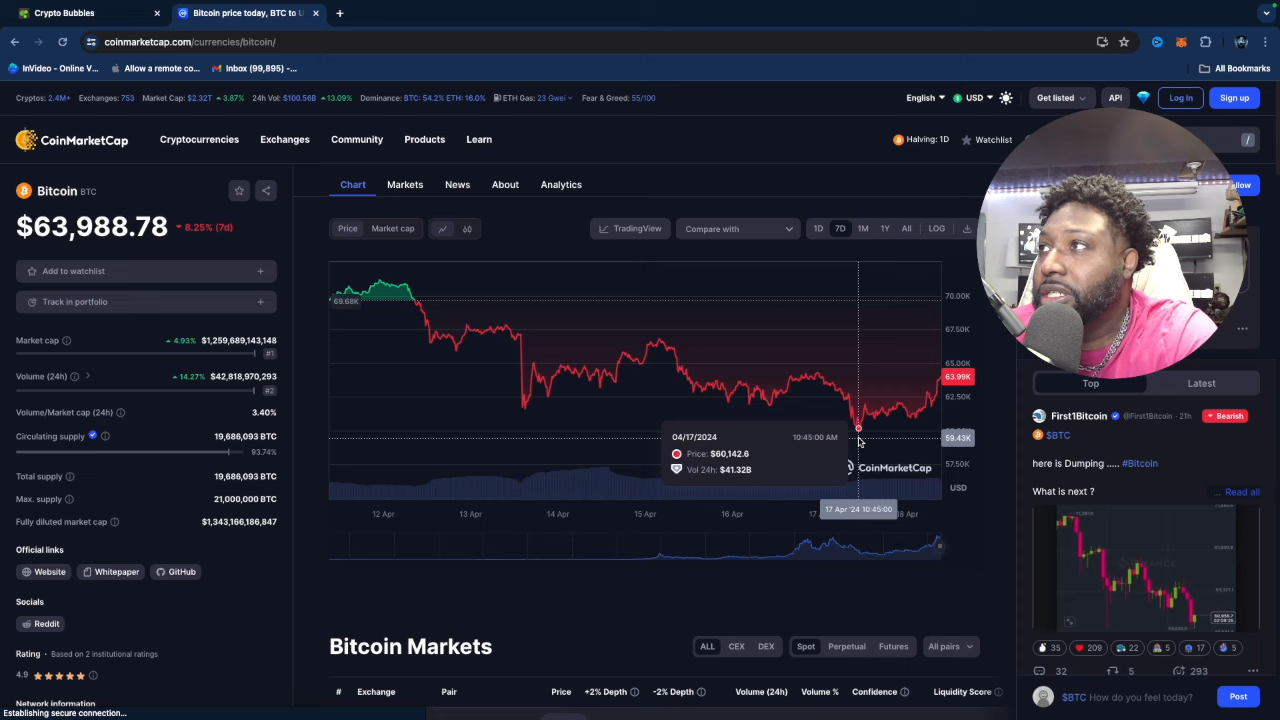 Crypto Bubbles
Bitcoin price today, BTC to U
coinmarketcap.com/currencies/bitcoin/
InVideo - Online V...
Allow a remote co...
Inbox (99,895) -...
All Bookmarks
Cryptos: 2.4M+ Exchanges: 753 Market Cap: $2.32T 3.87% 24h Vol: $100.56B 13.09% Dominance: BTC: 54.2% ETH: 16.0% ETH Gas: 23 Gwei Fear & Greed: 55/100
English USD Get listed API Log In Sign up
CoinMarketCap
Cryptocurrencies Exchanges Community Products Learn
Halving: 1D Watchlist /
Bitcoin BTC
$63,988.78 8.25% (7d)
Add to watchlist +
Track in portfolio +
Market cap 4.93% $1,259,689,143,148
#1
Volume (24h) 14.27% $42,818,970,293
#2
Volume/Market cap (24h) 3.40%
Circulating supply 19,686,093 BTC
93.74%
Total supply 19,686,093 BTC
Max. supply 21,000,000 BTC
Fully diluted market cap $1,343,166,186,847
Official links
Website Whitepaper GitHub
Socials
Reddit
Rating · Based on 2 institutional ratings
4.9
Network information
Establishing secure connection...
Chart Markets News About Analytics
Price Market cap
TradingView Compare with 1D 7D 1M 1Y All LOG
69.68K
70.00K
67.50K
65.00K
63.99K
62.50K
59.43K
57.50K
USD
04/17/2024 10:45:00 AM
Price: $60,142.6
Vol 24h: $41.32B
CoinMarketCap
17 Apr '24 10:45:00
12 Apr 13 Apr 14 Apr 15 Apr 16 Apr 18 Apr
Bitcoin Markets
ALL CEX DEX Spot Perpetual Futures All pairs
# Exchange Pair Price +2% Depth -2% Depth Volume (24h) Volume % Confidence Liquidity Score
Top Latest
First1Bitcoin @First1Bitcoin · 21h Bearish
$BTC
here is Dumping ..... #Bitcoin
What is next ?
... Read all
35 209 22 5 17 5
32 5 293
$BTC How do you feel today? Post